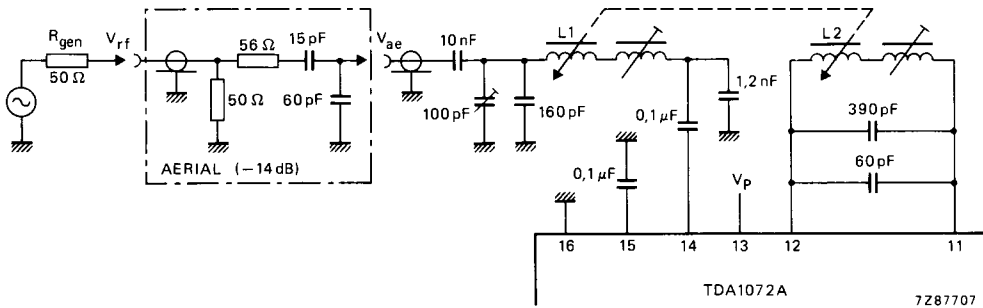 R_gen
50 Ω
V_rf
56 Ω
15 pF
50 Ω
60 pF
AERIAL (−14 dB)
V_ae
10 nF
100 pF
160 pF
L1
1,2 nF
0,1 μF
0,1 μF
V_P
L2
390 pF
60 pF
16
15
14
13
12
11
TDA1072A
7Z87707